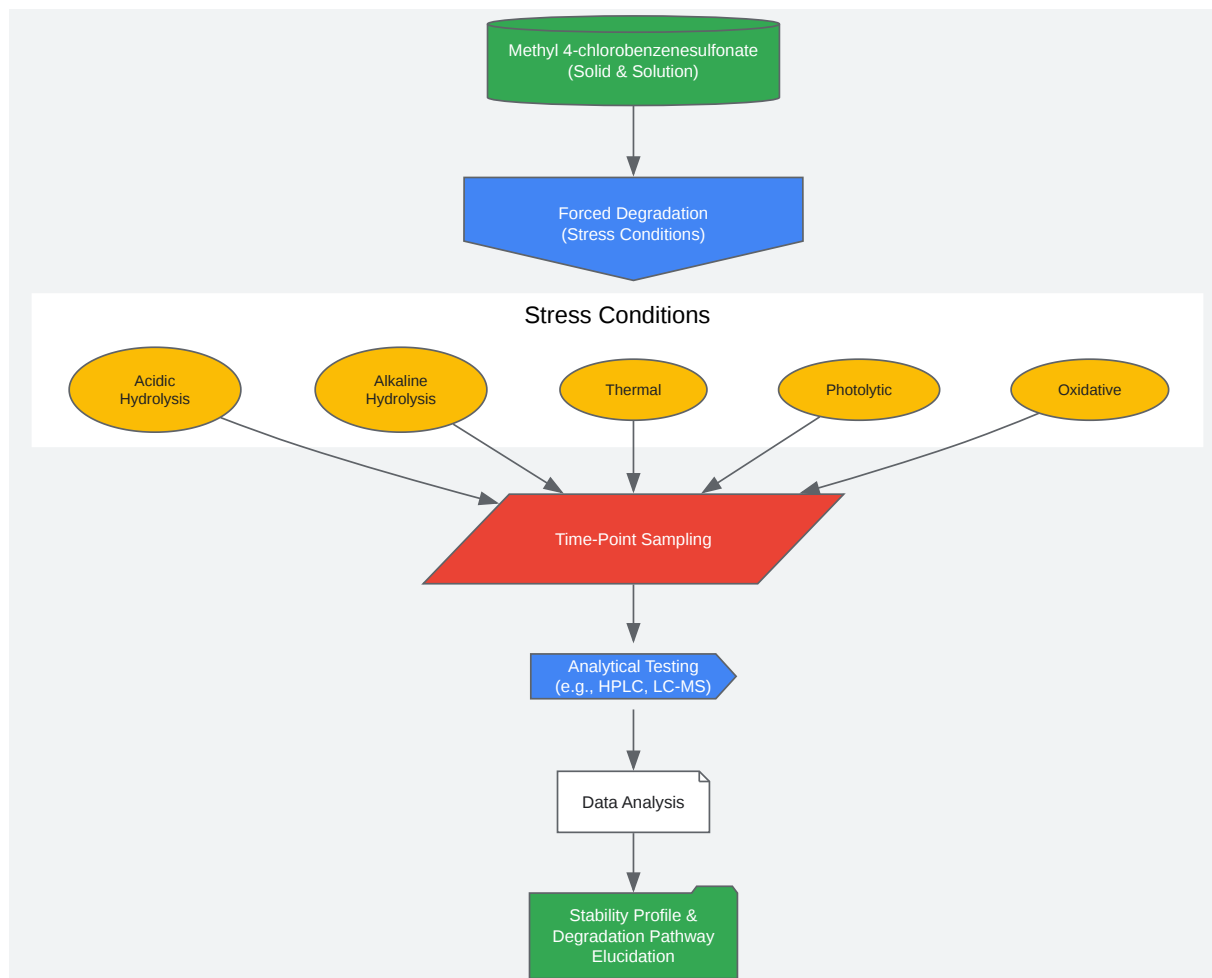 Methyl 4-chlorobenzenesulfonate
(Solid & Solution)
Forced Degradation
(Stress Conditions)
Stress Conditions
Acidic
Hydrolysis
Alkaline
Hydrolysis
Thermal
Photolytic
Oxidative
Time-Point Sampling
Analytical Testing
(e.g., HPLC, LC-MS)
Data Analysis
Stability Profile &
Degradation Pathway
Elucidation